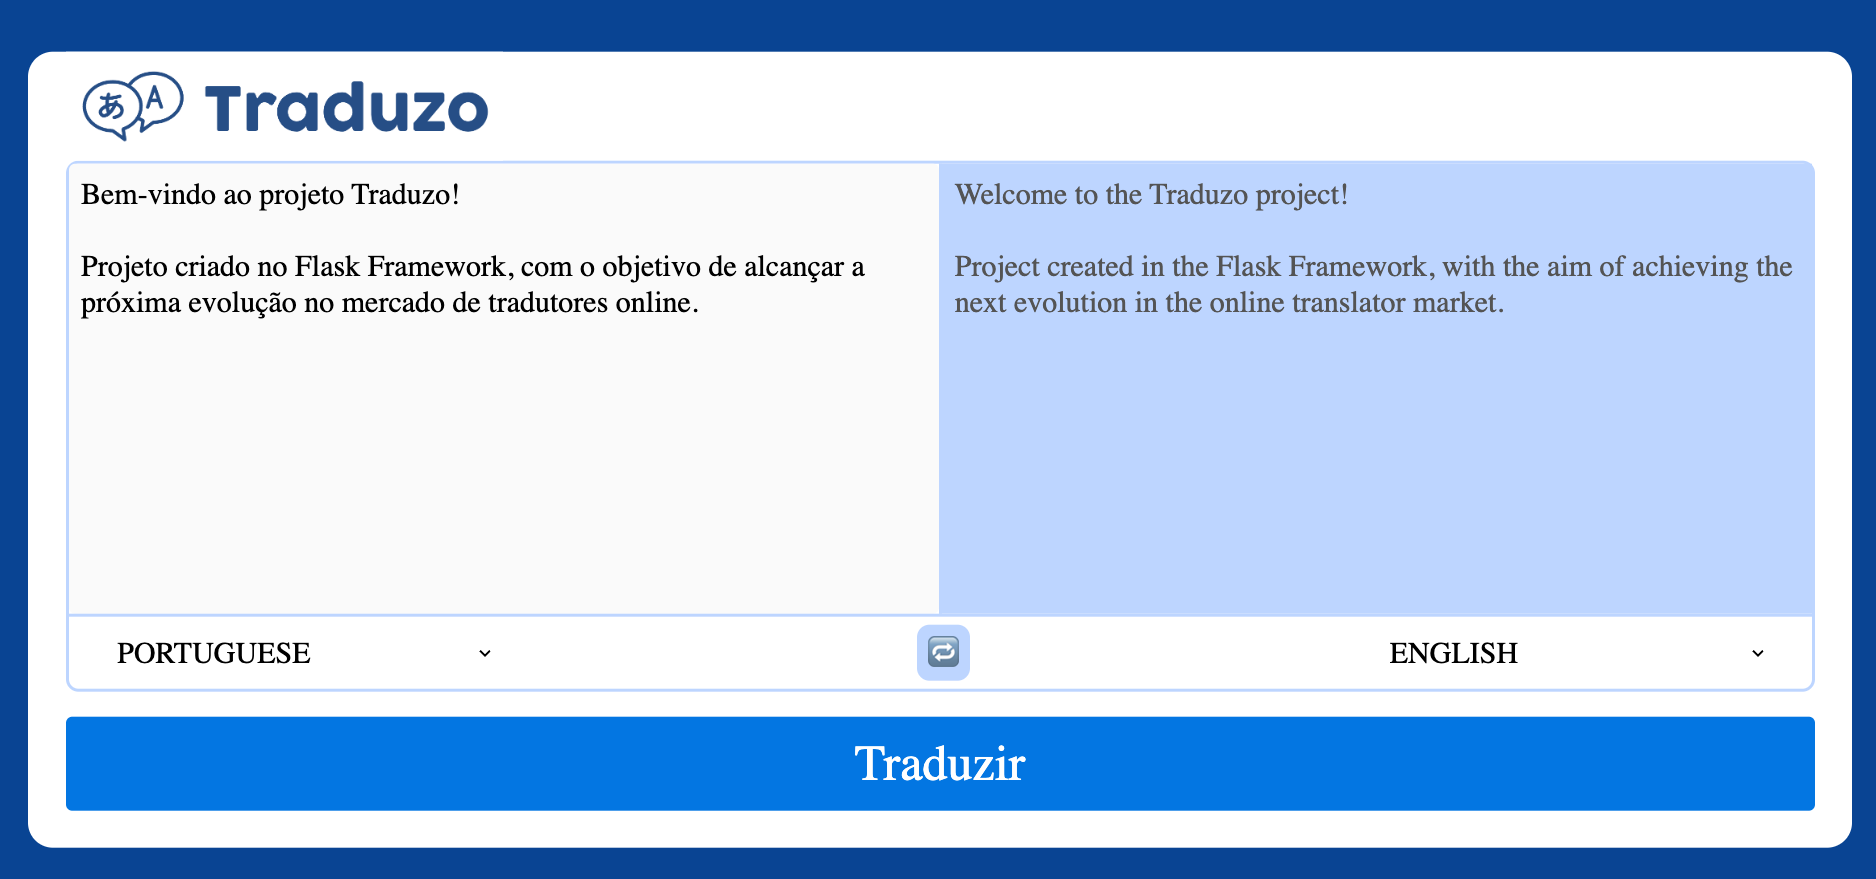 あ A Traduzo
Bem-vindo ao projeto Traduzo!
Projeto criado no Flask Framework, com o objetivo de alcançar a
próxima evolução no mercado de tradutores online.
Welcome to the Traduzo project!
Project created in the Flask Framework, with the aim of achieving the
next evolution in the online translator market.
PORTUGUESE
ENGLISH
Traduzir